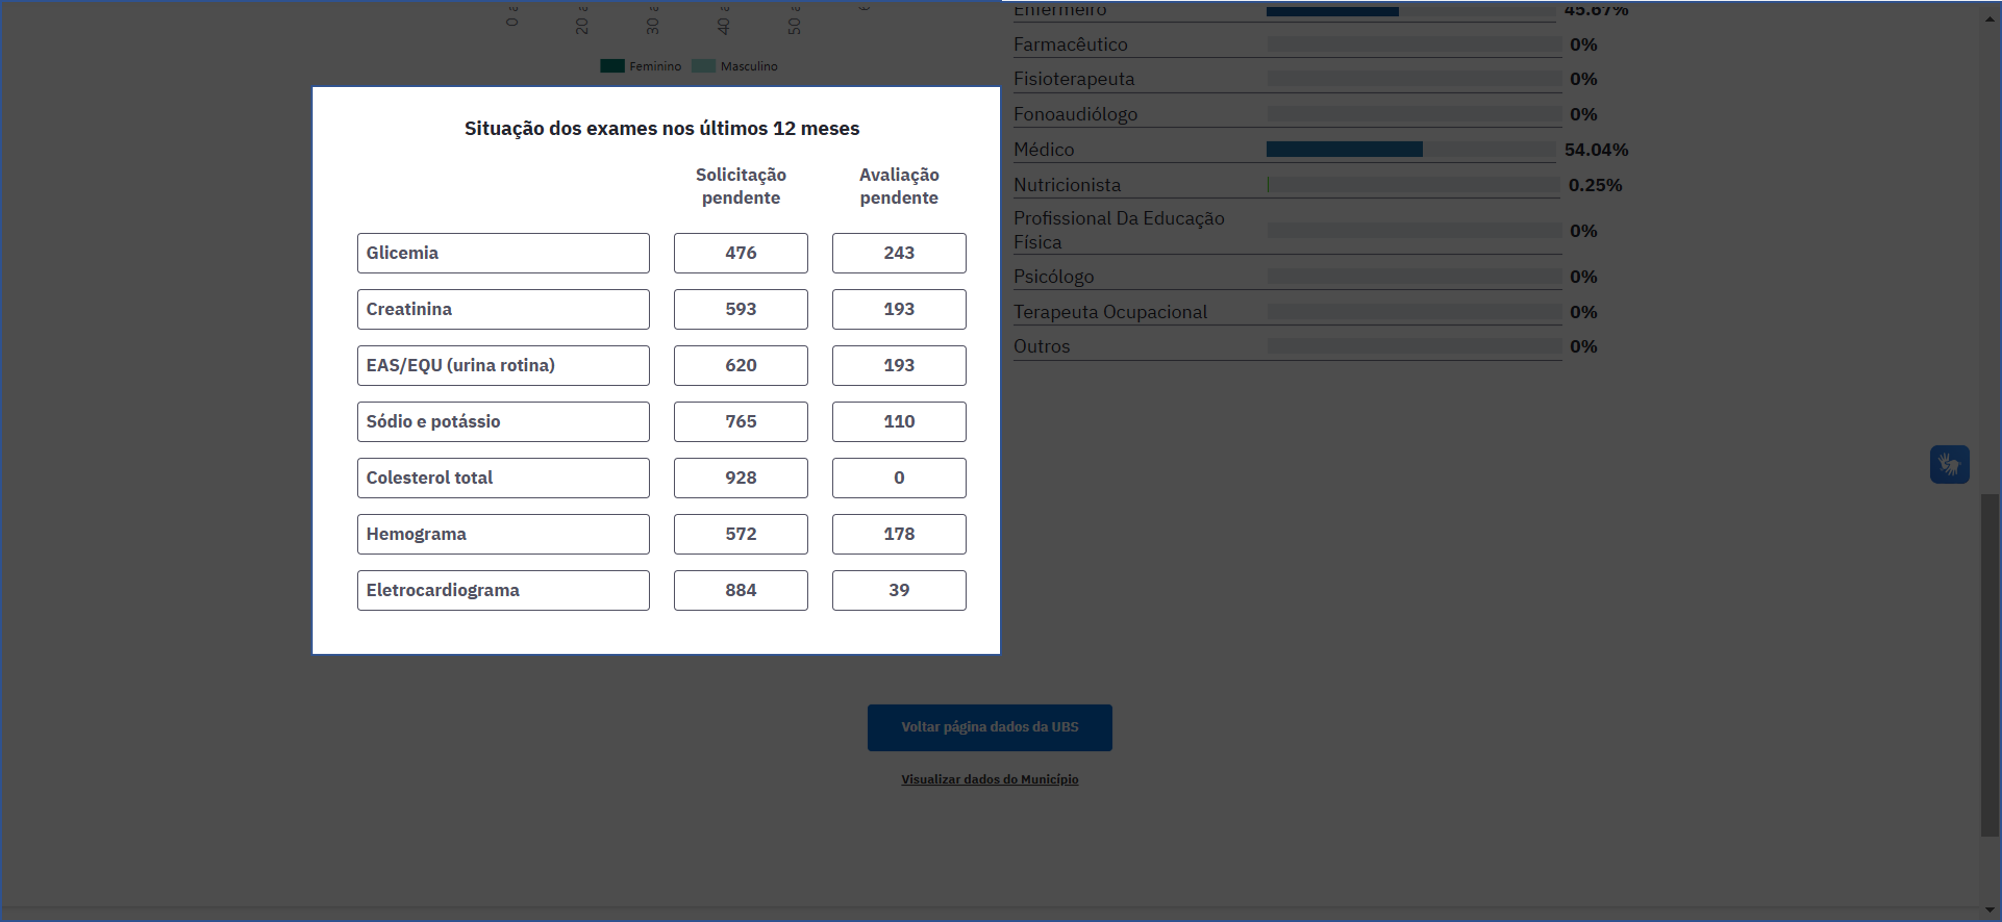 0
20
30
40
50
Feminino Masculino
Situação dos exames nos últimos 12 meses
Solicitação
pendente
Avaliação
pendente
Glicemia 476 243
Creatinina 593 193
EAS/EQU (urina rotina) 620 193
Sódio e potássio 765 110
Colesterol total 928 0
Hemograma 572 178
Eletrocardiograma 884 39
Enfermeiro 45.67%
Farmacêutico 0%
Fisioterapeuta 0%
Fonoaudiólogo 0%
Médico 54.04%
Nutricionista 0.25%
Profissional Da Educação
Física 0%
Psicólogo 0%
Terapeuta Ocupacional 0%
Outros 0%
Voltar página dados da UBS
Visualizar dados do Município